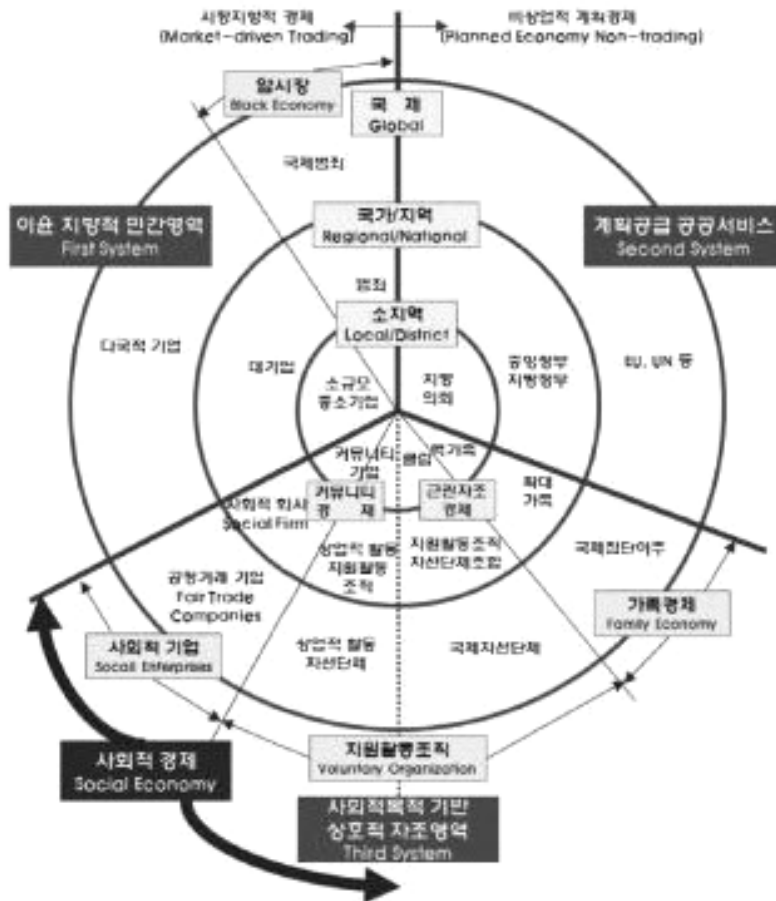 시장지향적 경제
(Market-driven Trading)
비상업적 계획경제
(Planned Economy Non-trading)
암시장
Black Economy
국 제
Global
국제범죄
이윤 지향적 민간영역
First System
국가/지역
Regional/National
계획공급 공공서비스
Second System
범죄
소지역
Local/District
다국적 기업
대기업
소규모
중소기업
지방
의회
중앙정부
지방정부
EU, UN 등
커뮤니티
기업
클럽
핵가족
확대
가족
사회적 회사
Social Firm
커뮤니티
경 제
근린자조
경제
국제집단이주
상업적 활동
지원활동
조직
지원활동조직
자선단체조합
공정거래 기업
Fair Trade
Companies
가족경제
Family Economy
사회적 기업
Socail Enterprises
상업적 활동
자선단체
국제자선단체
사회적 경제
Social Economy
지원활동조직
Voluntary Organization
사회적목적 기반
상호적 자조영역
Third System